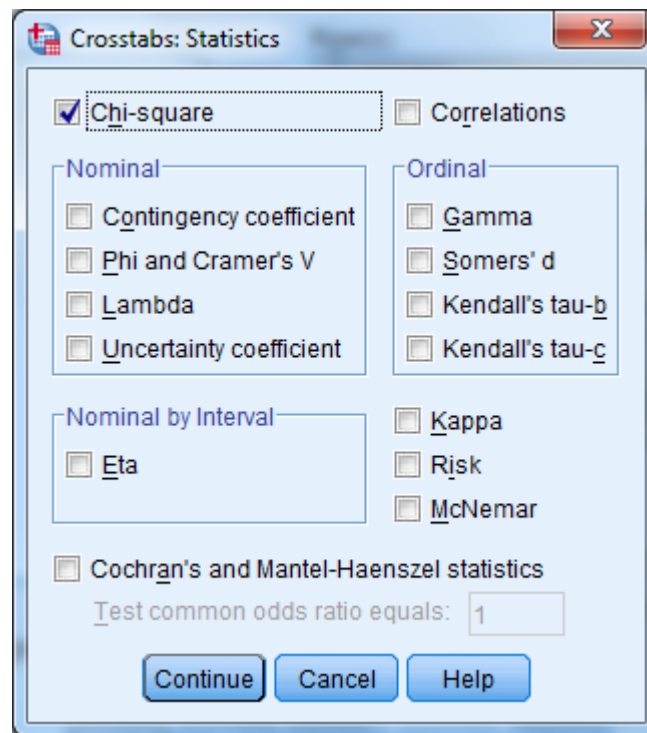 Crosstabs: Statistics
Chi-square
Correlations
Nominal
Contingency coefficient
Phi and Cramer's V
Lambda
Uncertainty coefficient
Ordinal
Gamma
Somers' d
Kendall's tau-b
Kendall's tau-c
Nominal by Interval
Eta
Kappa
Risk
McNemar
Cochran's and Mantel-Haenszel statistics
Test common odds ratio equals: 1
Continue Cancel Help